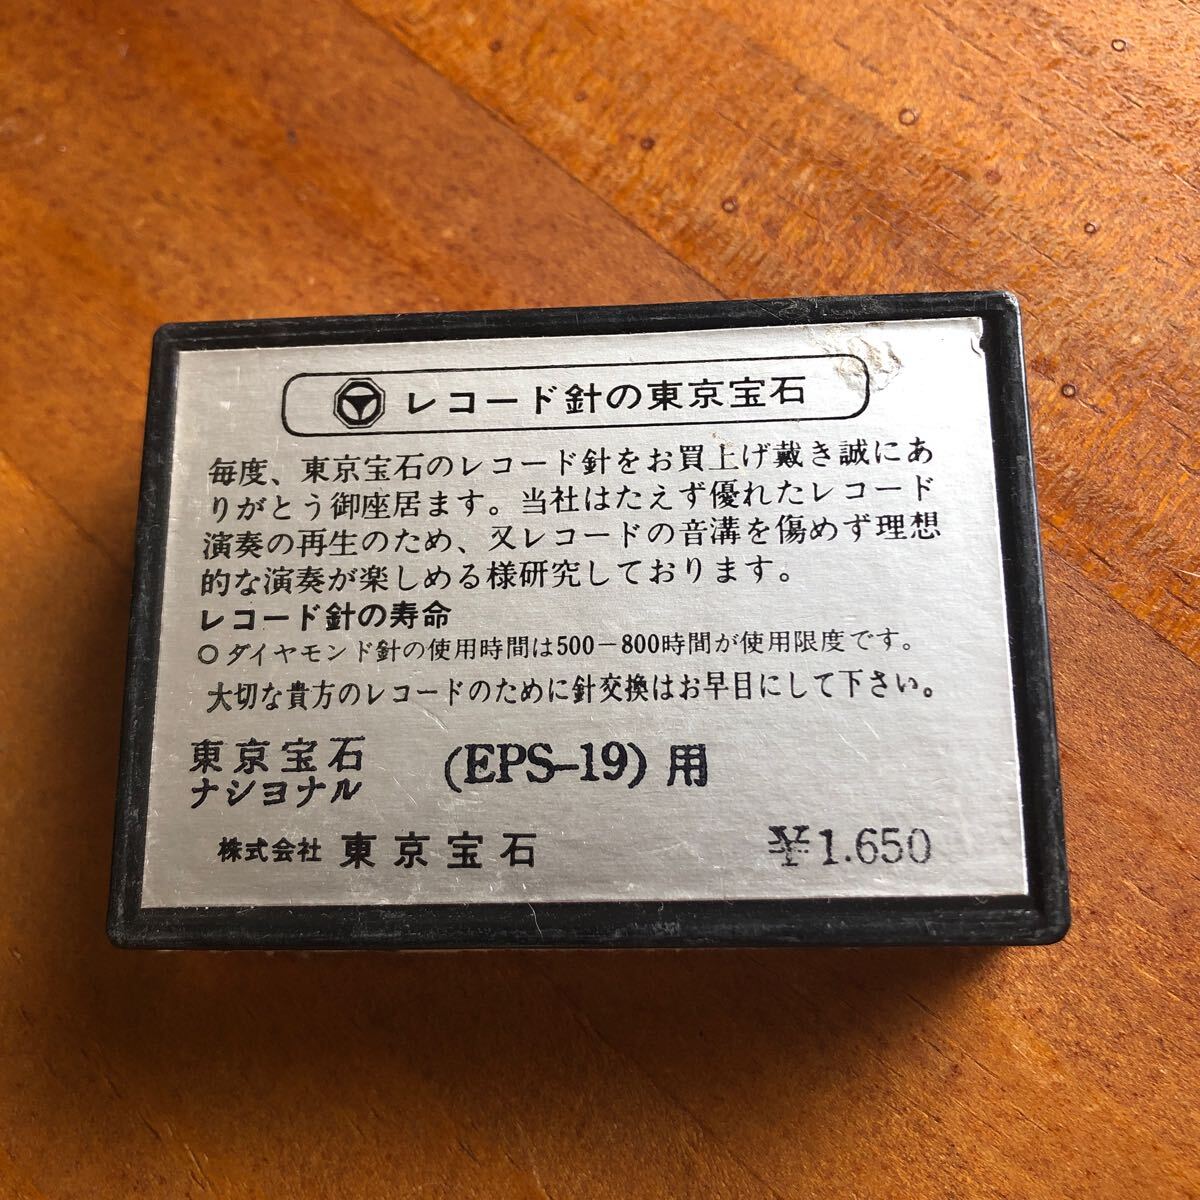 レコード針の東京宝石
毎度、東京宝石のレコード針をお買上げ戴き誠にあ
りがとう御座居ます。当社はたえず優れたレコード
演奏の再生のため、又レコードの音溝を傷めず理想
的な演奏が楽しめる様研究しております。
レコード針の寿命
○ダイヤモンド針の使用時間は500－800時間が使用限度です。
大切な貴方のレコードのために針交換はお早目にして下さい。
東京宝石 (EPS-19) 用
ナショナル
株式会社 東京宝石 ¥1.650